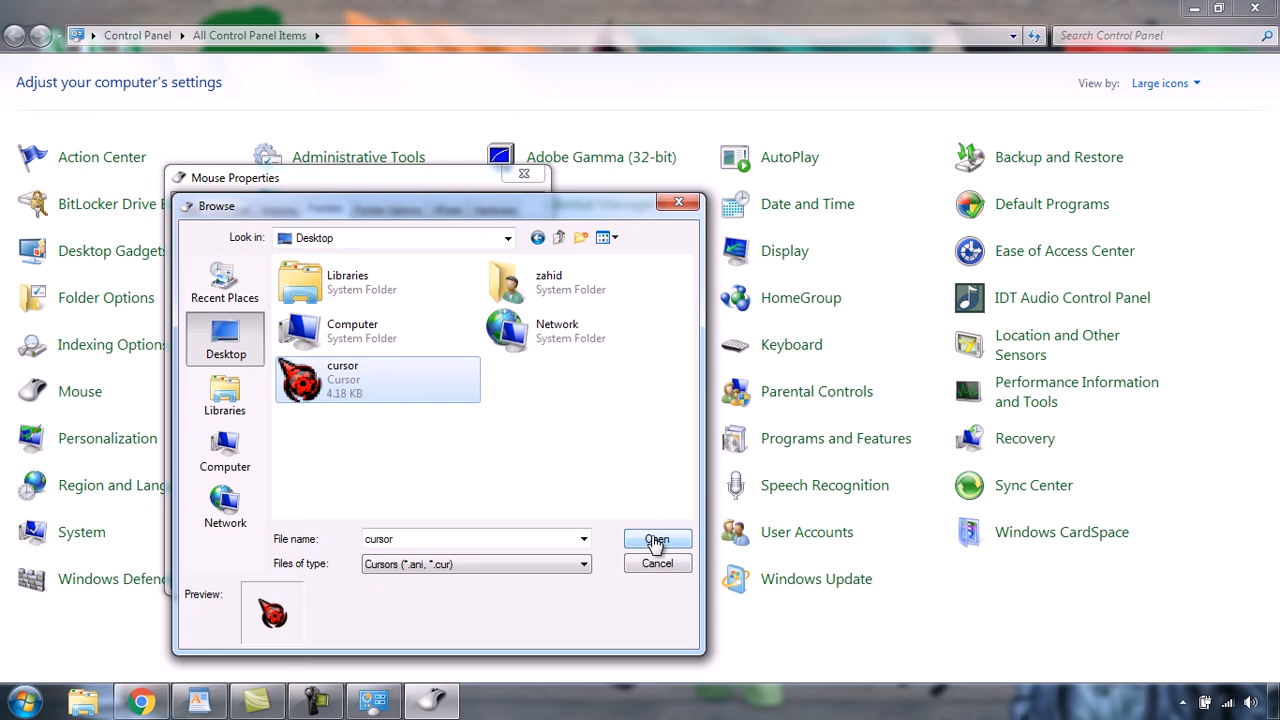 Control Panel
All Control Panel Items
Search Control Panel
Adjust your computer's settings
View by:
Large icons
Action Center
Administrative Tools
Adobe Gamma (32-bit)
AutoPlay
Backup and Restore
BitLocker Drive E
Date and Time
Default Programs
Desktop Gadgets
Display
Ease of Access Center
Folder Options
HomeGroup
IDT Audio Control Panel
Indexing Options
Keyboard
Location and Other
Sensors
Mouse
Parental Controls
Performance Information
and Tools
Personalization
Programs and Features
Recovery
Region and Lang
Speech Recognition
Sync Center
System
User Accounts
Windows CardSpace
Windows Defend
Windows Update
Mouse Properties
Browse
Look in:
Desktop
Recent Places
Desktop
Libraries
Computer
Network
Libraries
System Folder
zahid
System Folder
Computer
System Folder
Network
System Folder
cursor
Cursor
4.18 KB
File name:
cursor
Open
Files of type:
Cursors (*.ani, *.cur)
Cancel
Preview: